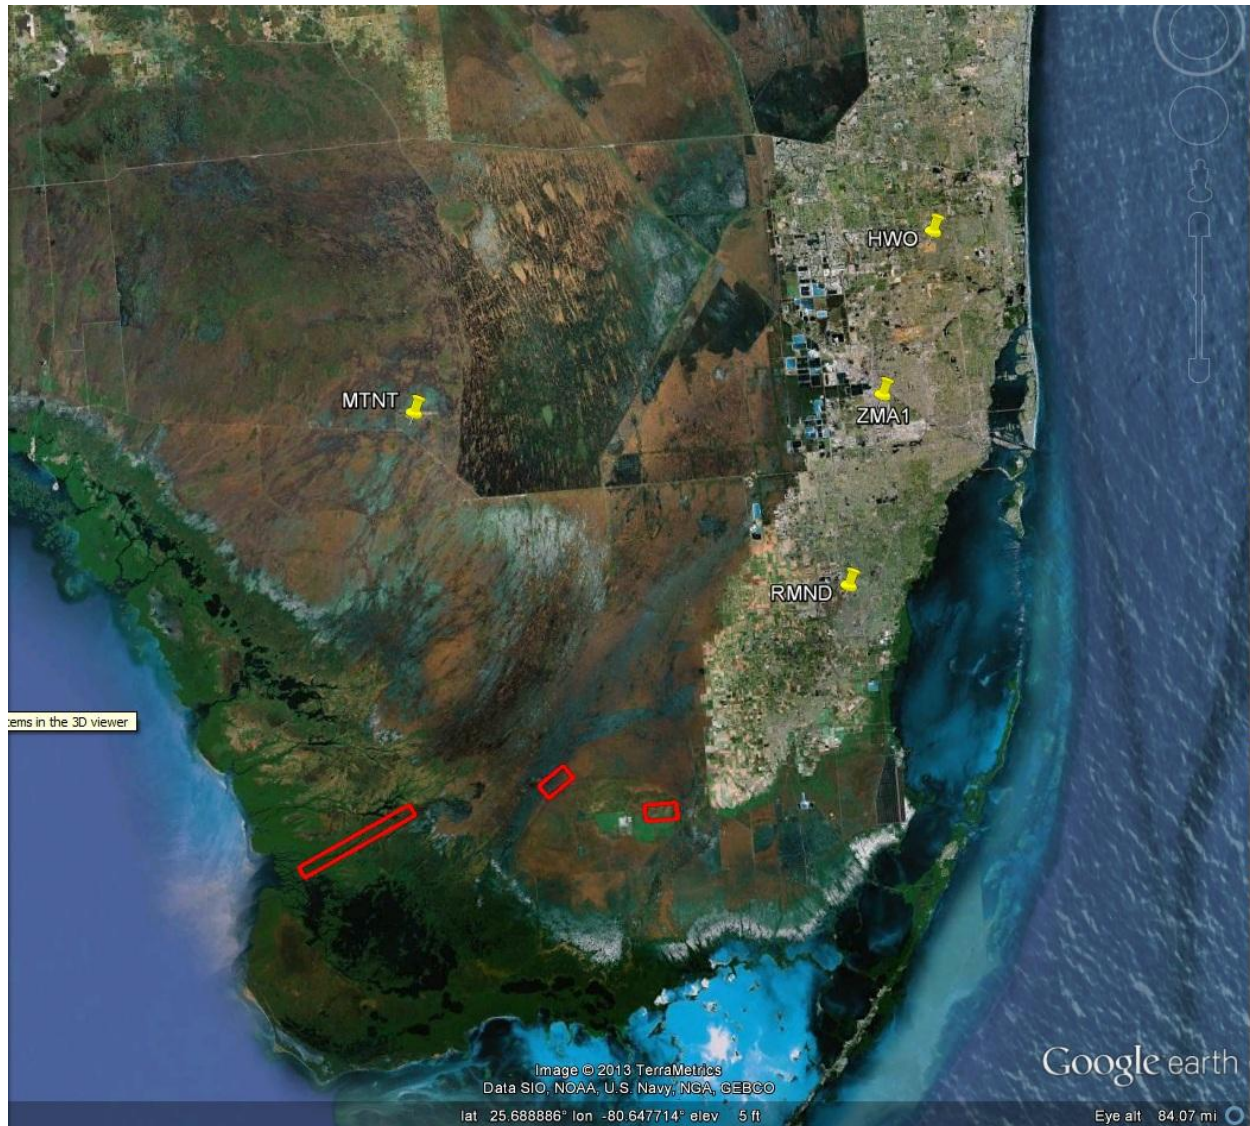 HWO
MTNT
ZMA1
RMND
tems in the 3D viewer
Image © 2013 TerraMetrics
Data SIO, NOAA, U.S. Navy, NGA, GEBCO
Google earth
lat 25.688886° lon -80.647714° elev 5 ft
Eye alt 84.07 mi